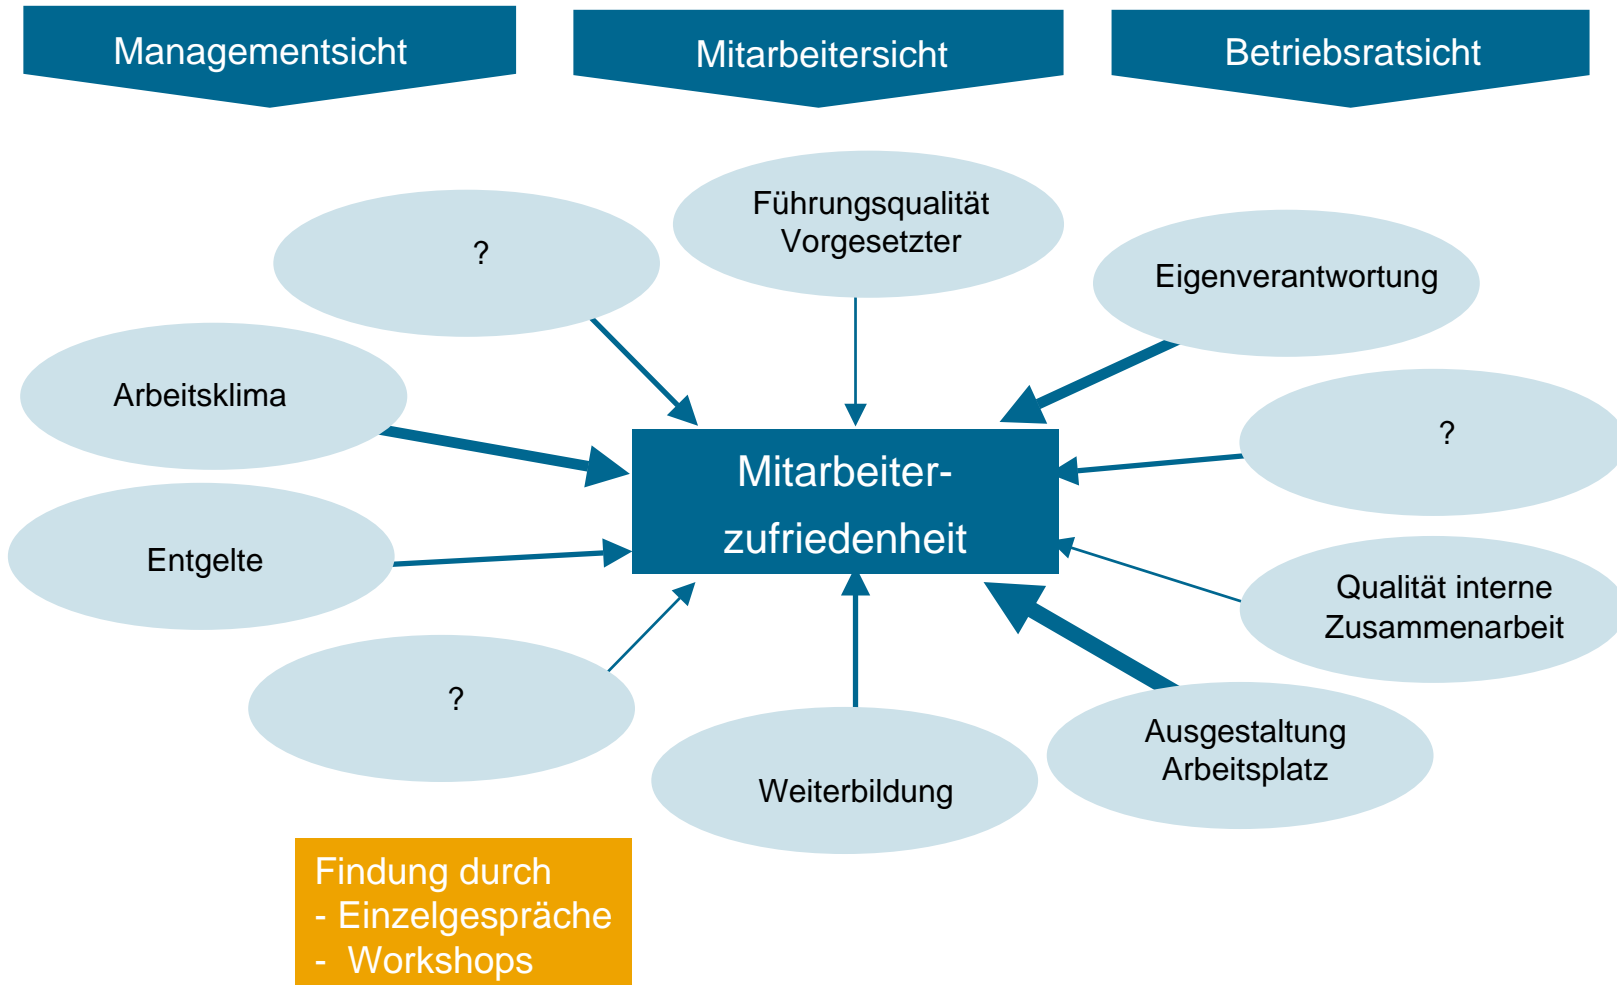 Managementsicht
Mitarbeitersicht
Betriebsratsicht
Führungsqualität
Vorgesetzter
?
Eigenverantwortung
Arbeitsklima
?
Mitarbeiter-
zufriedenheit
Entgelte
Qualität interne
Zusammenarbeit
?
Ausgestaltung
Arbeitsplatz
Weiterbildung
Findung durch
- Einzelgespräche
- Workshops